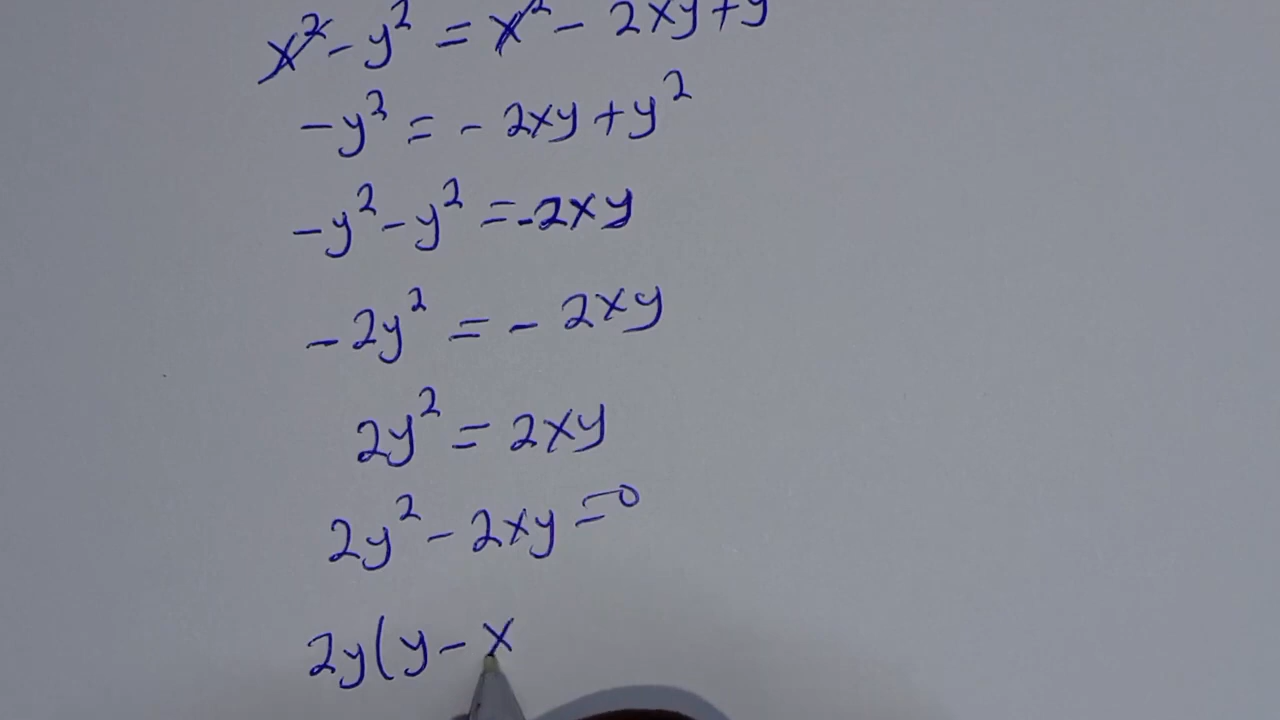 x² - y² = x² - 2xy + y
-y² = - 2xy + y²
-y² - y² = -2xy
- 2y² = - 2xy
2y² = 2xy
2y² - 2xy = 0
2y(y - x